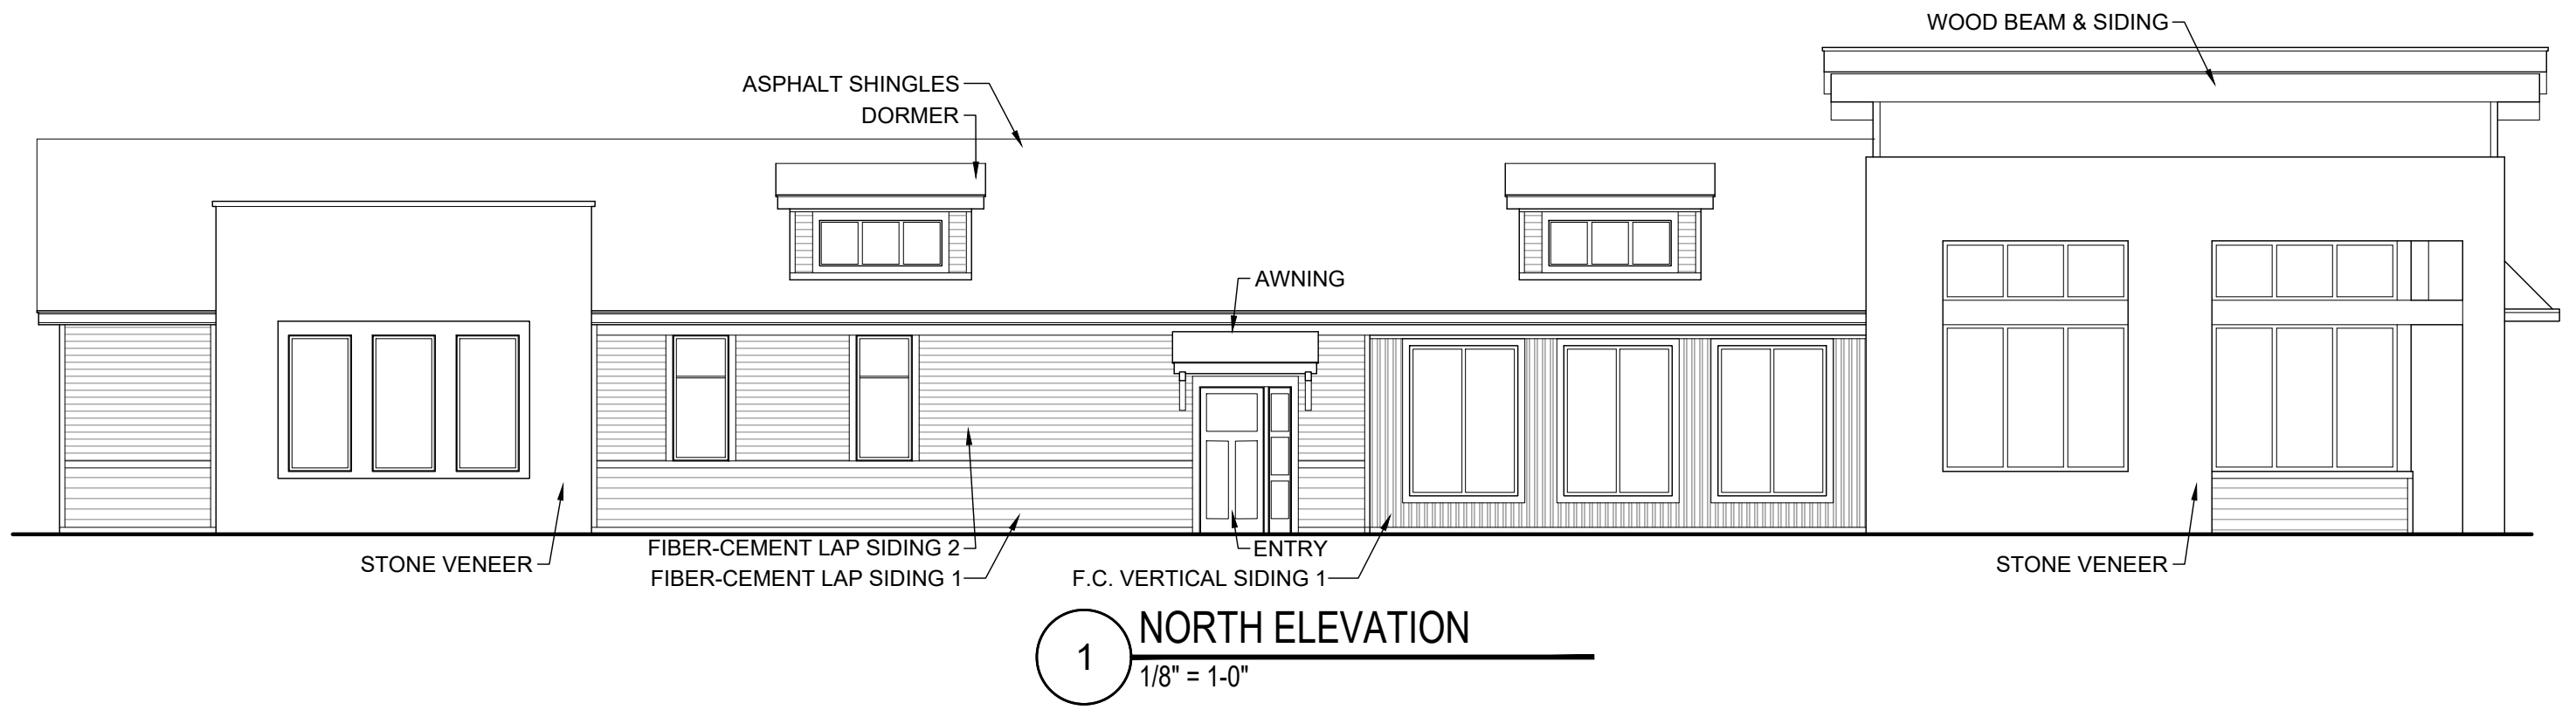 WOOD BEAM & SIDING
ASPHALT SHINGLES
DORMER
AWNING
FIBER-CEMENT LAP SIDING 2
ENTRY
STONE VENEER
STONE VENEER
FIBER-CEMENT LAP SIDING 1
F.C. VERTICAL SIDING 1
1
NORTH ELEVATION
1/8" = 1-0"